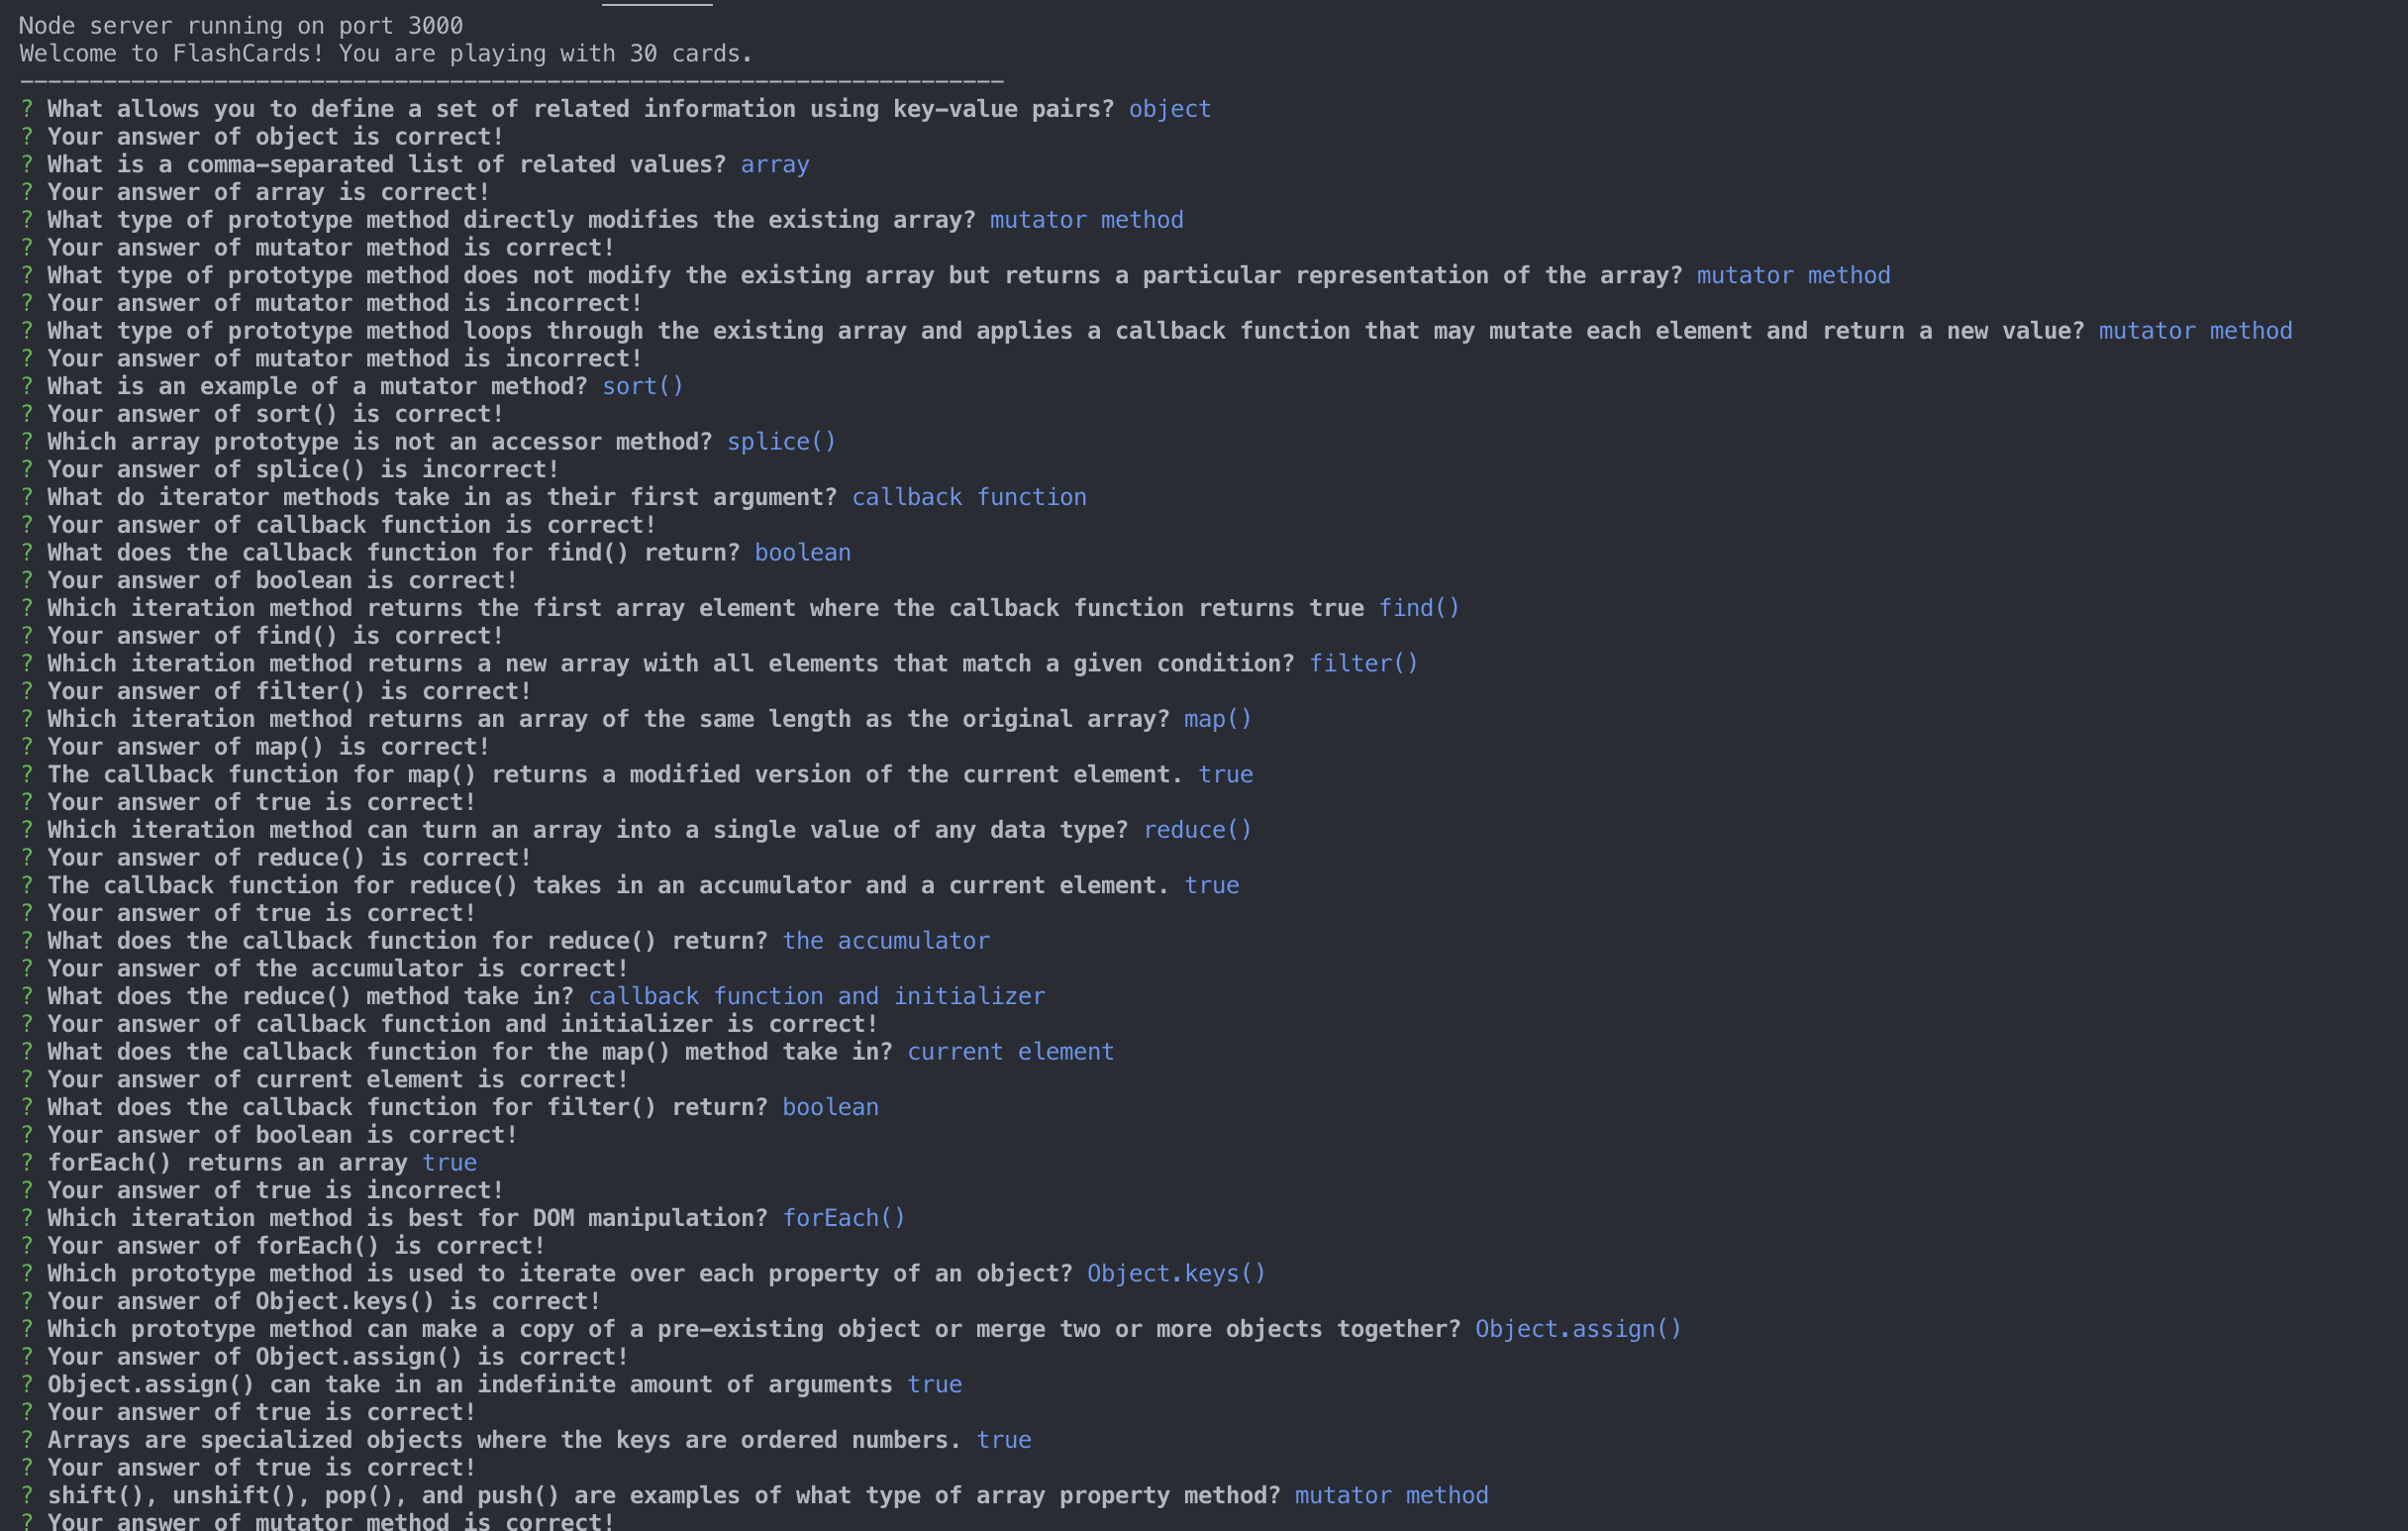 Node server running on port 3000
Welcome to FlashCards! You are playing with 30 cards.
-----------------------------------------------------------------------
? What allows you to define a set of related information using key-value pairs? object
? Your answer of object is correct!
? What is a comma-separated list of related values? array
? Your answer of array is correct!
? What type of prototype method directly modifies the existing array? mutator method
? Your answer of mutator method is correct!
? What type of prototype method does not modify the existing array but returns a particular representation of the array? mutator method
? Your answer of mutator method is incorrect!
? What type of prototype method loops through the existing array and applies a callback function that may mutate each element and return a new value? mutator method
? Your answer of mutator method is incorrect!
? What is an example of a mutator method? sort()
? Your answer of sort() is correct!
? Which array prototype is not an accessor method? splice()
? Your answer of splice() is incorrect!
? What do iterator methods take in as their first argument? callback function
? Your answer of callback function is correct!
? What does the callback function for find() return? boolean
? Your answer of boolean is correct!
? Which iteration method returns the first array element where the callback function returns true find()
? Your answer of find() is correct!
? Which iteration method returns a new array with all elements that match a given condition? filter()
? Your answer of filter() is correct!
? Which iteration method returns an array of the same length as the original array? map()
? Your answer of map() is correct!
? The callback function for map() returns a modified version of the current element. true
? Your answer of true is correct!
? Which iteration method can turn an array into a single value of any data type? reduce()
? Your answer of reduce() is correct!
? The callback function for reduce() takes in an accumulator and a current element. true
? Your answer of true is correct!
? What does the callback function for reduce() return? the accumulator
? Your answer of the accumulator is correct!
? What does the reduce() method take in? callback function and initializer
? Your answer of callback function and initializer is correct!
? What does the callback function for the map() method take in? current element
? Your answer of current element is correct!
? What does the callback function for filter() return? boolean
? Your answer of boolean is correct!
? forEach() returns an array true
? Your answer of true is incorrect!
? Which iteration method is best for DOM manipulation? forEach()
? Your answer of forEach() is correct!
? Which prototype method is used to iterate over each property of an object? Object.keys()
? Your answer of Object.keys() is correct!
? Which prototype method can make a copy of a pre-existing object or merge two or more objects together? Object.assign()
? Your answer of Object.assign() is correct!
? Object.assign() can take in an indefinite amount of arguments true
? Your answer of true is correct!
? Arrays are specialized objects where the keys are ordered numbers. true
? Your answer of true is correct!
? shift(), unshift(), pop(), and push() are examples of what type of array property method? mutator method
? Your answer of mutator method is correct!